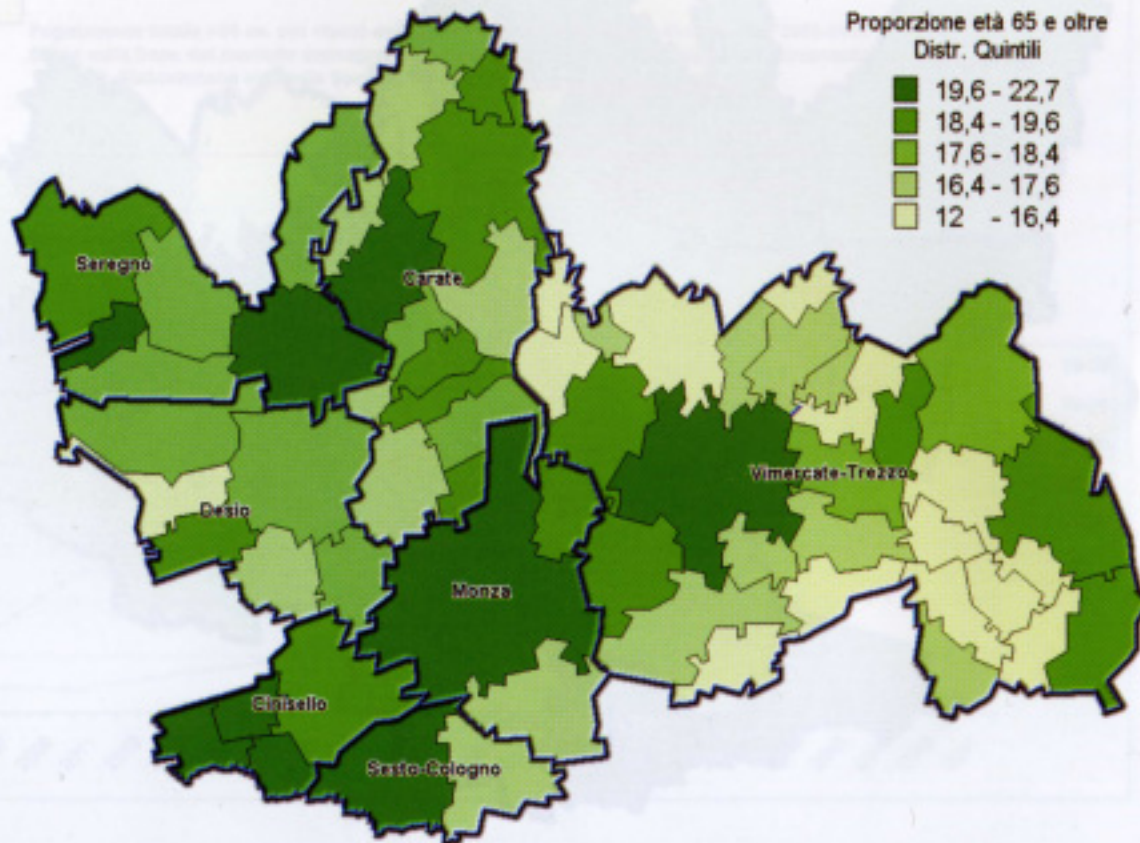 Proporzione età 65 e oltre
Distr. Quintili
19,6 - 22,7
18,4 - 19,6
17,6 - 18,4
16,4 - 17,6
12 - 16,4
Seregno
Carate
Vimercate-Trezzo
Desio
Monza
Cinisello
Sesto-Cologno